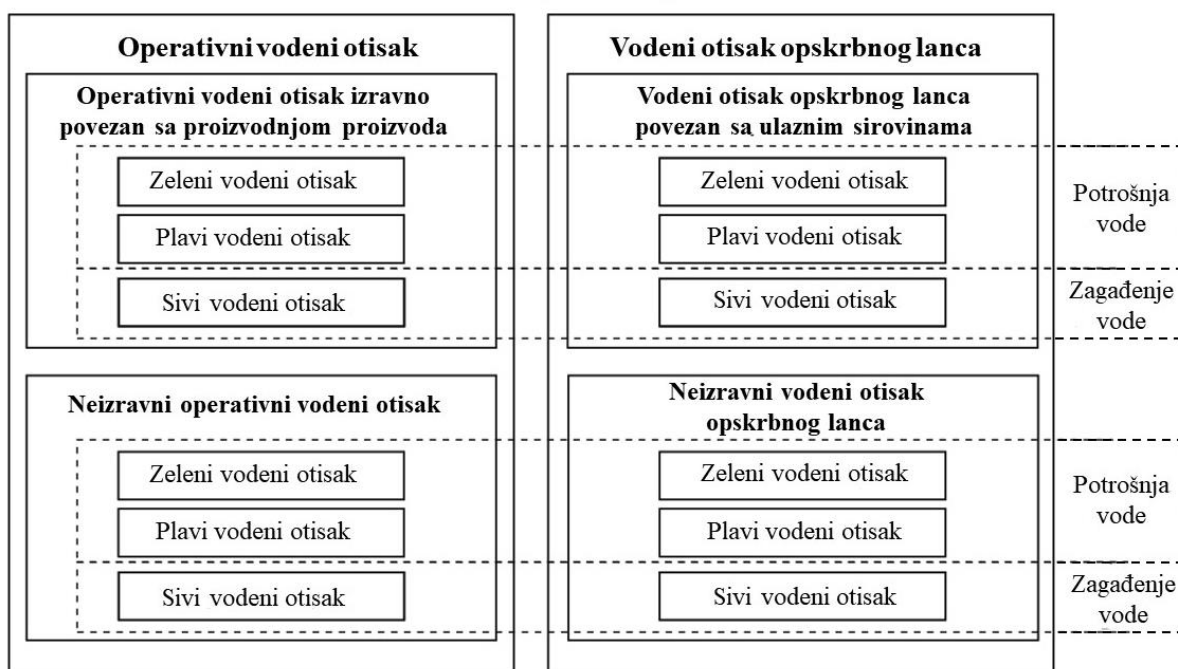 Operativni vodeni otisak
Operativni vodeni otisak izravno
povezan sa proizvodnjom proizvoda
Zeleni vodeni otisak
Plavi vodeni otisak
Sivi vodeni otisak
Neizravni operativni vodeni otisak
Zeleni vodeni otisak
Plavi vodeni otisak
Sivi vodeni otisak
Vodeni otisak opskrbnog lanca
Vodeni otisak opskrbnog lanca
povezan sa ulaznim sirovinama
Zeleni vodeni otisak
Plavi vodeni otisak
Sivi vodeni otisak
Neizravni vodeni otisak
opskrbnog lanca
Zeleni vodeni otisak
Plavi vodeni otisak
Sivi vodeni otisak
Potrošnja
vode
Zagađenje
vode
Potrošnja
vode
Zagađenje
vode